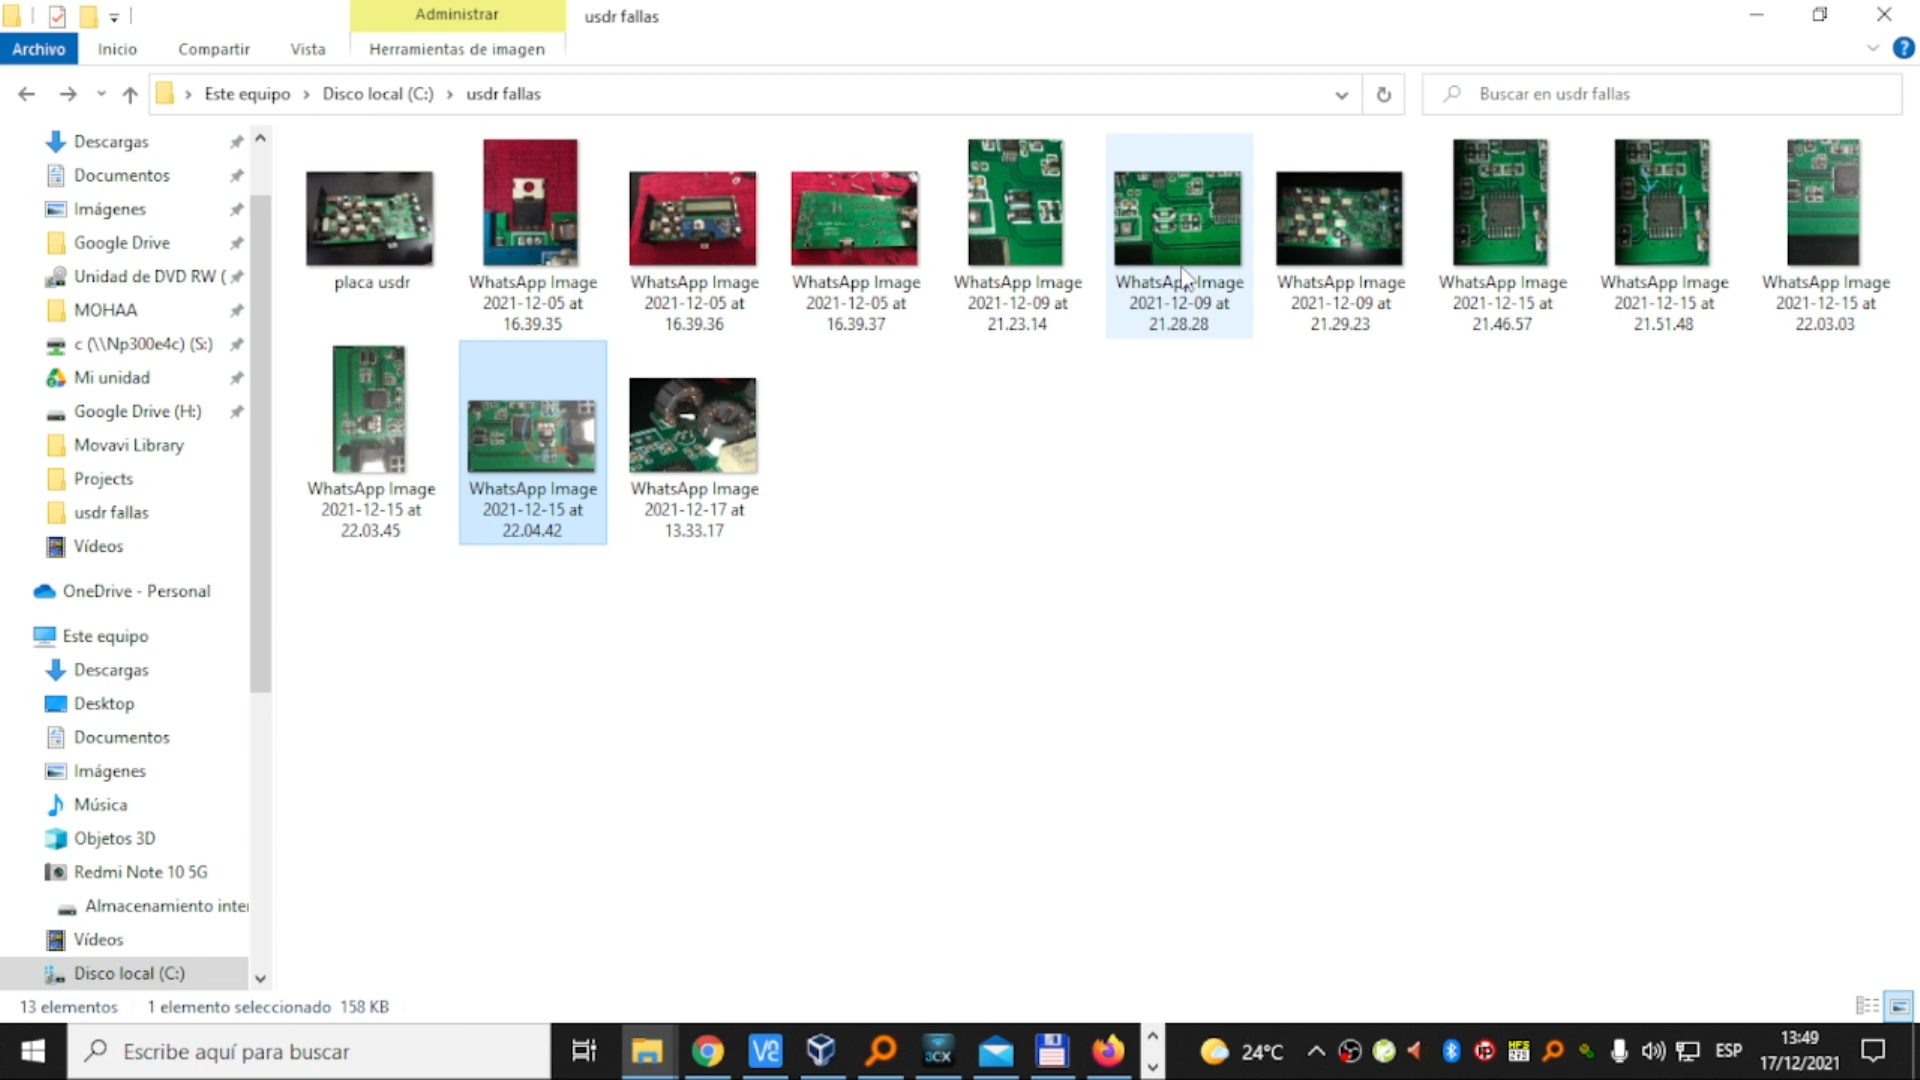 Administrar
usdr fallas
Archivo
Inicio
Compartir
Vista
Herramientas de imagen
Este equipo
Disco local (C:)
usdr fallas
Buscar en usdr fallas
Descargas
Documentos
Imágenes
Google Drive
Unidad de DVD RW (
MOHAA
c (\\Np300e4c) (S:)
Mi unidad
Google Drive (H:)
Movavi Library
Projects
usdr fallas
Vídeos
OneDrive - Personal
Este equipo
Descargas
Desktop
Documentos
Imágenes
Música
Objetos 3D
Redmi Note 10 5G
Almacenamiento inte
Vídeos
Disco local (C:)
placa usdr
WhatsApp Image
2021-12-05 at
16.39.35
WhatsApp Image
2021-12-05 at
16.39.36
WhatsApp Image
2021-12-05 at
16.39.37
WhatsApp Image
2021-12-09 at
21.23.14
WhatsApp Image
2021-12-09 at
21.28.28
WhatsApp Image
2021-12-09 at
21.29.23
WhatsApp Image
2021-12-15 at
21.46.57
WhatsApp Image
2021-12-15 at
21.51.48
WhatsApp Image
2021-12-15 at
22.03.03
WhatsApp Image
2021-12-15 at
22.03.45
WhatsApp Image
2021-12-15 at
22.04.42
WhatsApp Image
2021-12-17 at
13.33.17
13 elementos
1 elemento seleccionado 158 KB
Escribe aquí para buscar
3CX
24°C
ESP
13:49
17/12/2021